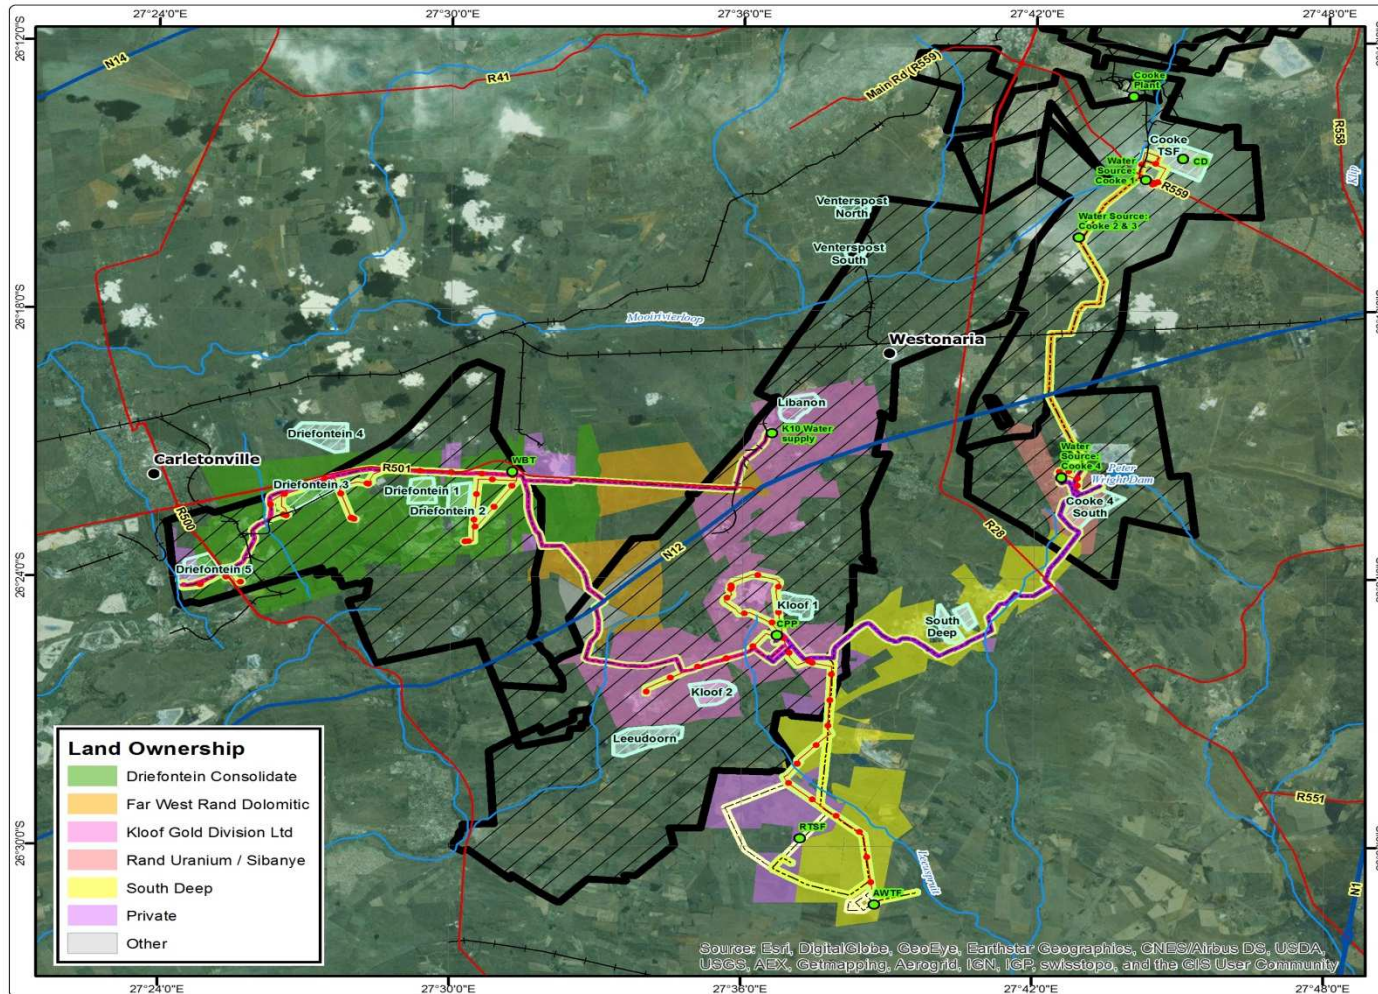 27°24'0"E
27°30'0"E
27°36'0"E
27°42'0"E
27°48'0"E
26°12'0"S
N14
R41
Main Rd (R559)
Cooke
Plant
R558
Klip
Cooke
TSF
CD
Water
Source:
Cooke 1
R559
Venterspost
North
Water Source:
Cooke 2 & 3
Venterspost
South
26°18'0"S
Mooirivierloop
Westonaria
Libanon
Driefontein 4
K10 Water
supply
Carletonville
R501
WBT
Water
Source:
Cooke 4
Peter
Wright Dam
Driefontein 3
Driefontein 1
Driefontein 2
Cooke 4
South
R500
R28
N12
26°24'0"S
Driefontein 5
Kloof 1
CPP
South
Deep
Kloof 2
Leeudoorn
Land Ownership
Driefontein Consolidate
Far West Rand Dolomitic
Kloof Gold Division Ltd
Rand Uranium / Sibanye
South Deep
Private
Other
R551
RTSF
26°30'0"S
Leeuspruit
AWTF
N1
Source: Esri, DigitalGlobe, GeoEye, Earthstar Geographics, CNES/Airbus DS, USDA,
USGS, AEX, Getmapping, Aerogrid, IGN, IGP, swisstopo, and the GIS User Community
27°24'0"E
27°30'0"E
27°36'0"E
27°42'0"E
27°48'0"E